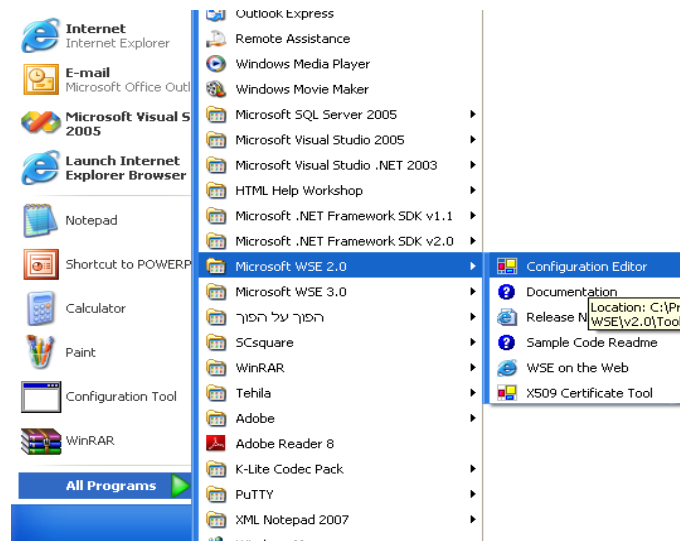 Internet
Internet Explorer
E-mail
Microsoft Office Outl
Microsoft Visual S
2005
Launch Internet
Explorer Browser
Notepad
Shortcut to POWERP
Calculator
Paint
Configuration Tool
WinRAR
All Programs
Outlook Express
Remote Assistance
Windows Media Player
Windows Movie Maker
Microsoft SQL Server 2005
Microsoft Visual Studio 2005
Microsoft Visual Studio .NET 2003
HTML Help Workshop
Microsoft .NET Framework SDK v1.1
Microsoft .NET Framework SDK v2.0
Microsoft WSE 2.0
Microsoft WSE 3.0
הפוך על הפוך
SCsquare
WinRAR
Tehila
Adobe
Adobe Reader 8
K-Lite Codec Pack
PuTTY
XML Notepad 2007
Configuration Editor
Documentation
Release N
Location: C:\Pr
WSE\v2.0\Tool
Sample Code Readme
WSE on the Web
X509 Certificate Tool